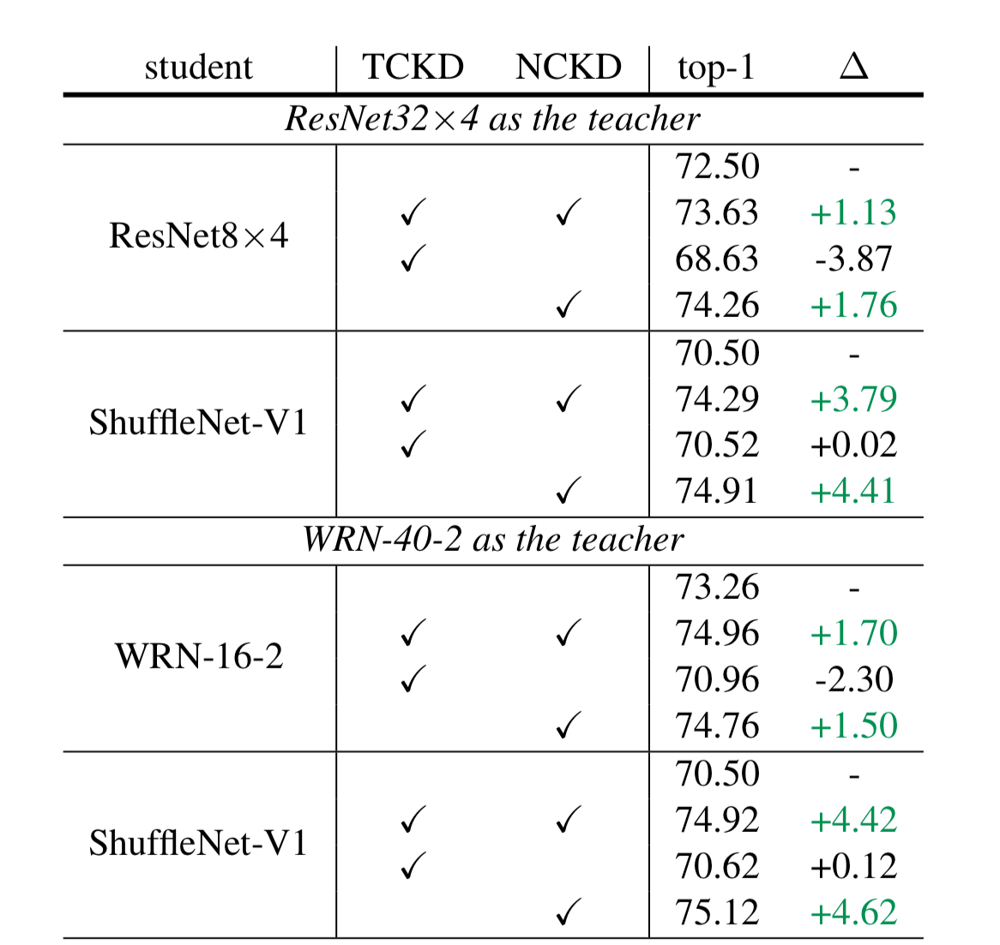 student TCKD NCKD top-1 Δ
ResNet32×4 as the teacher
72.50 -
✓ ✓ 73.63 +1.13
ResNet8×4
✓ 68.63 -3.87
✓ 74.26 +1.76
70.50 -
✓ ✓ 74.29 +3.79
ShuffleNet-V1
✓ 70.52 +0.02
✓ 74.91 +4.41
WRN-40-2 as the teacher
73.26 -
✓ ✓ 74.96 +1.70
WRN-16-2
✓ 70.96 -2.30
✓ 74.76 +1.50
70.50 -
✓ ✓ 74.92 +4.42
ShuffleNet-V1
✓ 70.62 +0.12
✓ 75.12 +4.62